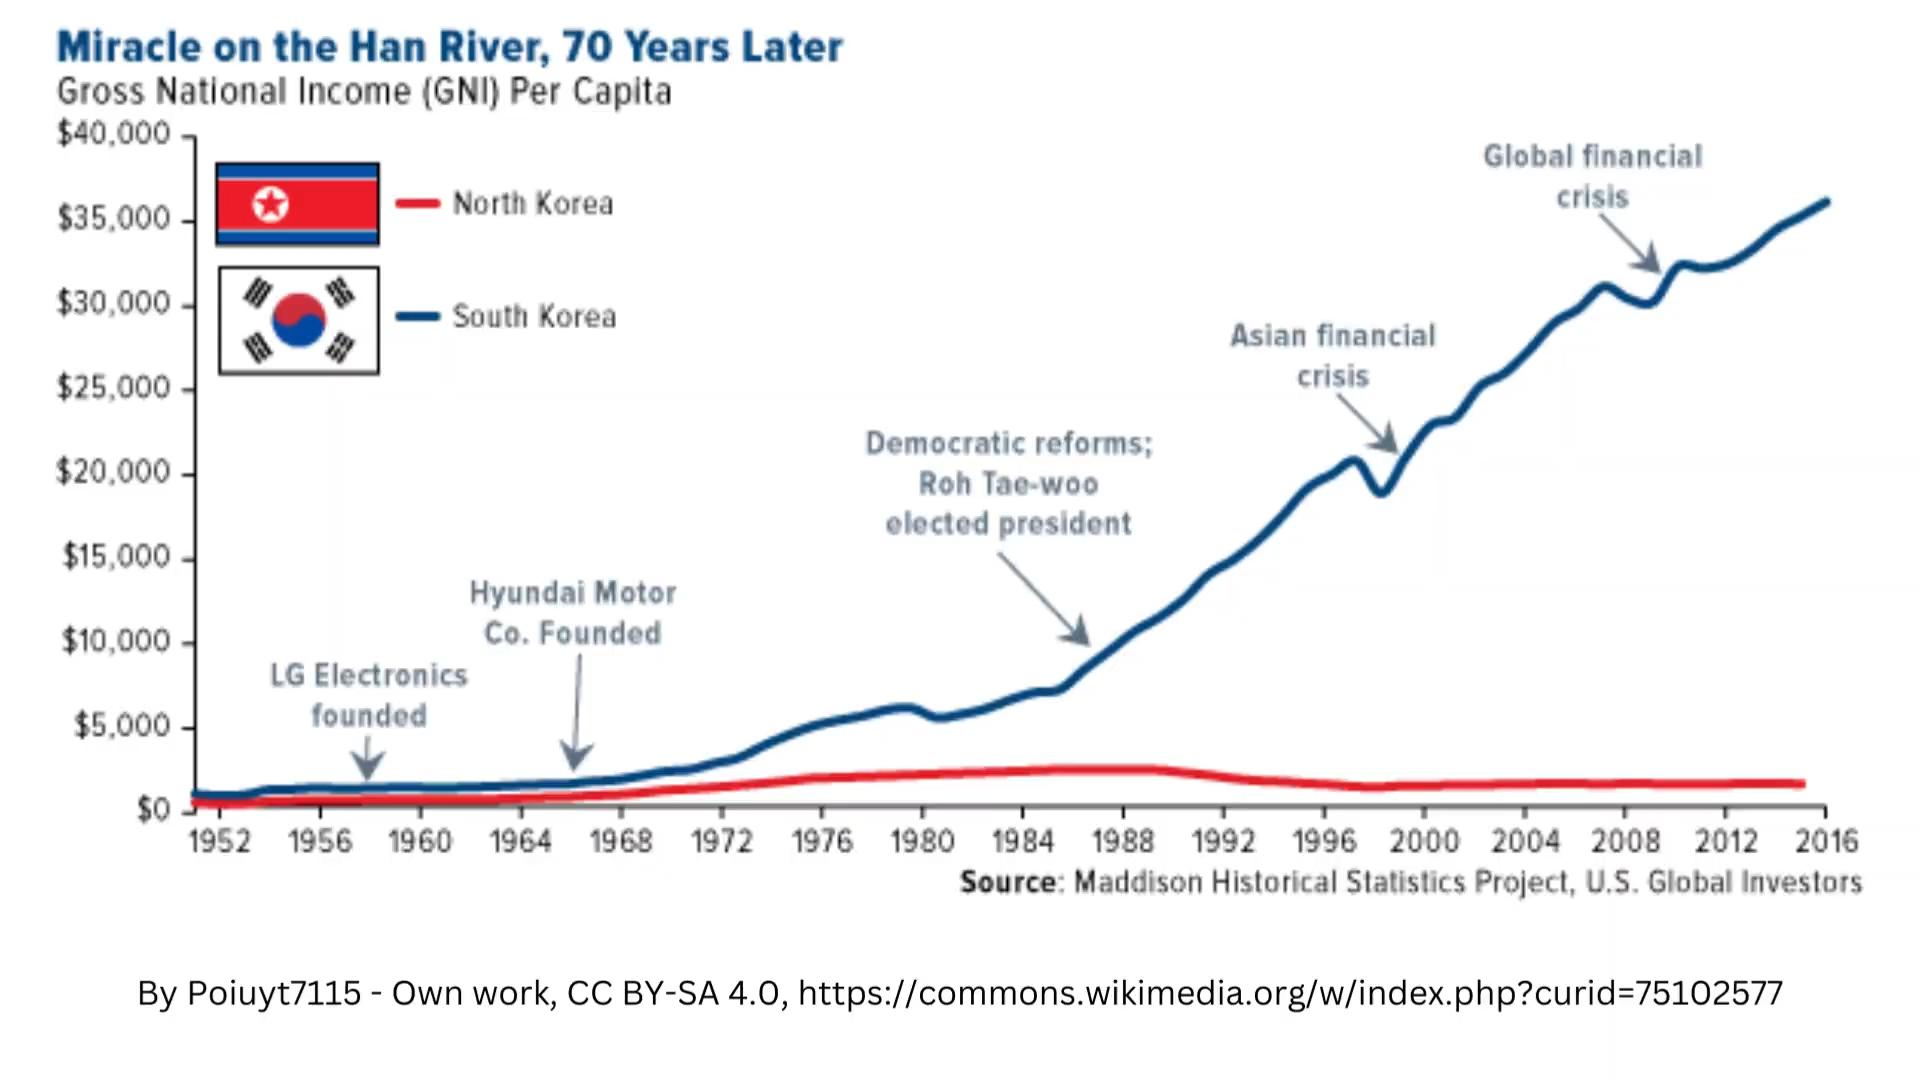 Miracle on the Han River, 70 Years Later
Gross National Income (GNI) Per Capita
$40,000
$35,000
$30,000
$25,000
$20,000
$15,000
$10,000
$5,000
$0
North Korea
South Korea
LG Electronics
founded
Hyundai Motor
Co. Founded
Democratic reforms;
Roh Tae-woo
elected president
Asian financial
crisis
Global financial
crisis
1952 1956 1960 1964 1968 1972 1976 1980 1984 1988 1992 1996 2000 2004 2008 2012 2016
Source: Maddison Historical Statistics Project, U.S. Global Investors
By Poiuyt7115 - Own work, CC BY-SA 4.0, https://commons.wikimedia.org/w/index.php?curid=75102577